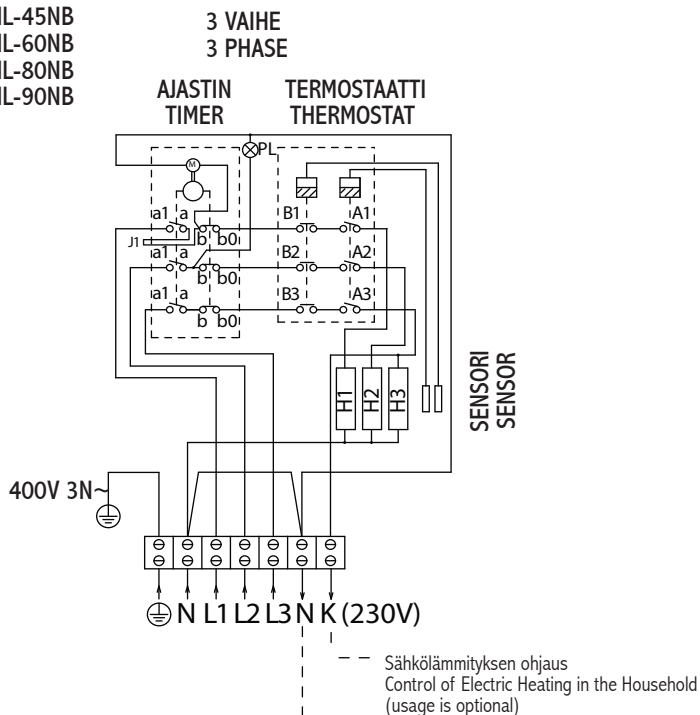 IL-45NB
IL-60NB
IL-80NB
IL-90NB
3 VAIHE
3 PHASE
AJASTIN
TIMER
TERMOSTAATTI
THERMOSTAT
PL
M
a1 a b b0 B1 A1
J1
a1 a b b0 B2 A2
a1 a b b0 B3 A3
H1 H2 H3
SENSORI
SENSOR
400V 3N~
N L1 L2 L3 N K (230V)
Sähkölämmityksen ohjaus
Control of Electric Heating in the Household
(usage is optional)